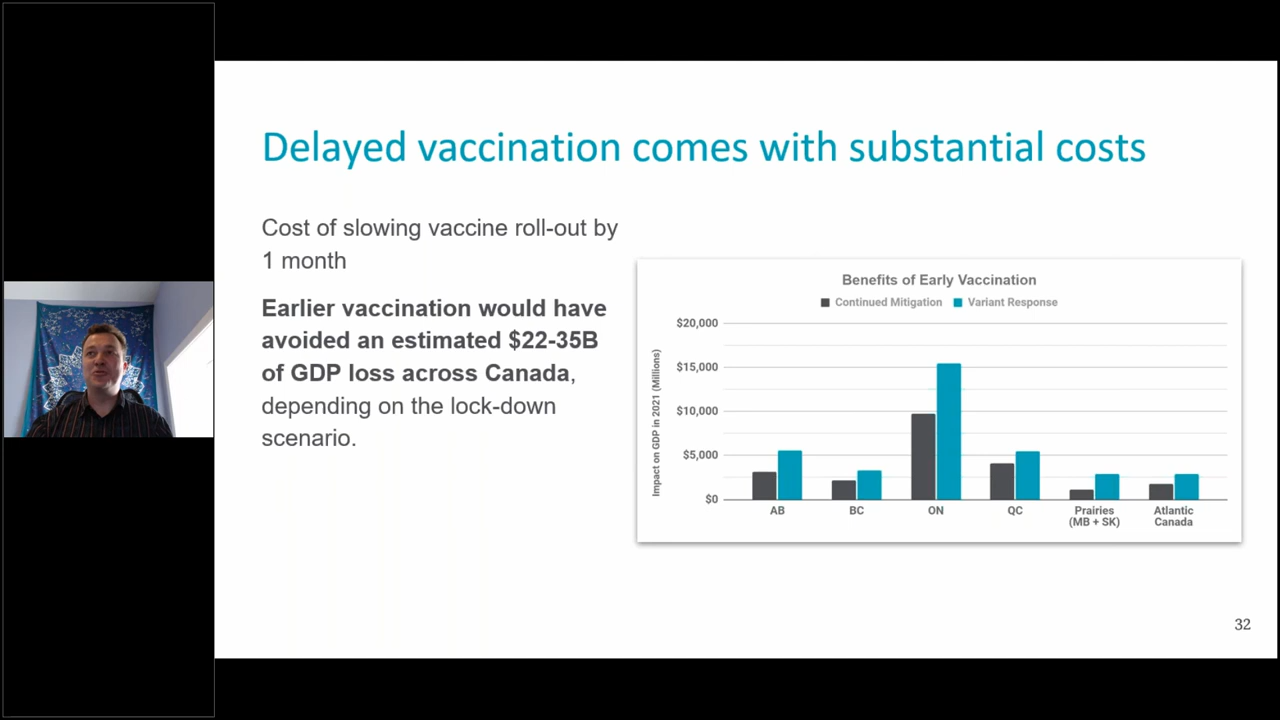 Delayed vaccination comes with substantial costs
Cost of slowing vaccine roll-out by
1 month
Earlier vaccination would have
avoided an estimated $22-35B
of GDP loss across Canada,
depending on the lock-down
scenario.
Benefits of Early Vaccination
Continued Mitigation
Variant Response
Impact on GDP in 2021 (Millions)
$20,000
$15,000
$10,000
$5,000
$0
AB
BC
ON
QC
Prairies
(MB + SK)
Atlantic
Canada
32